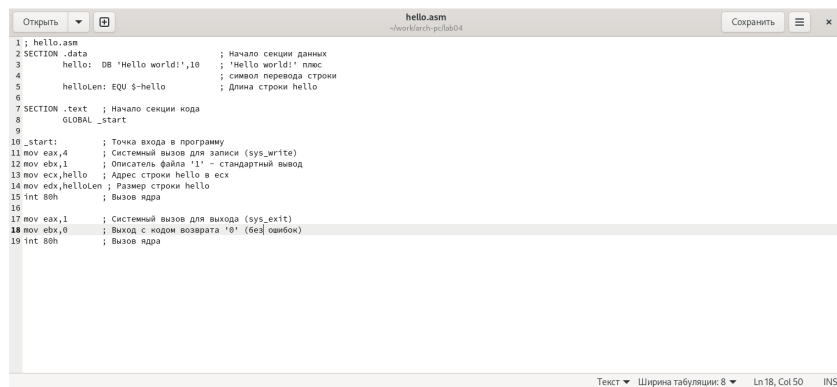 Открыть
hello.asm
~/work/arch-pc/lab04
Сохранить
1 ; hello.asm
2 SECTION .data ; Начало секции данных
3 hello: DB 'Hello world!',10 ; 'Hello world!' плюс
4 ; символ перевода строки
5 helloLen: EQU $-hello ; Длина строки hello
6
7 SECTION .text ; Начало секции кода
8 GLOBAL _start
9
10 _start: ; Точка входа в программу
11 mov eax,4 ; Системный вызов для записи (sys_write)
12 mov ebx,1 ; Описатель файла '1' - стандартный вывод
13 mov ecx,hello ; Адрес строки hello в ecx
14 mov edx,helloLen ; Размер строки hello
15 int 80h ; Вызов ядра
16
17 mov eax,1 ; Системный вызов для выхода (sys_exit)
18 mov ebx,0 ; Выход с кодом возврата '0' (без ошибок)
19 int 80h ; Вызов ядра
Текст Ширина табуляции: 8 Ln 18, Col 50 INS